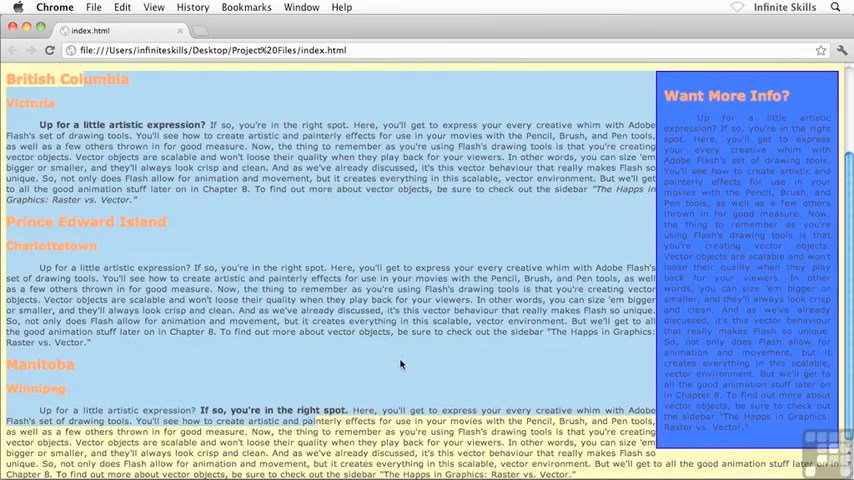 Chrome File Edit View History Bookmarks Window Help Infinite Skills
index.html
file:///Users/infiniteskills/Desktop/Project%20Files/index.html
British Columbia
Victoria
Up for a little artistic expression? If so, you're in the right spot. Here, you'll get to express your every creative whim with Adobe
Flash's set of drawing tools. You'll see how to create artistic and painterly effects for use in your movies with the Pencil, Brush, and Pen tools,
as well as a few others thrown in for good measure. Now, the thing to remember as you're using Flash's drawing tools is that you're creating
vector objects. Vector objects are scalable and won't loose their quality when they play back for your viewers. In other words, you can size 'em
bigger or smaller, and they'll always look crisp and clean. And as we've already discussed, it's this vector behaviour that really makes Flash so
unique. So, not only does Flash allow for animation and movement, but it creates everything in this scalable, vector environment. But we'll get
to all the good animation stuff later on in Chapter 8. To find out more about vector objects, be sure to check out the sidebar "The Happs in
Graphics: Raster vs. Vector."
Prince Edward Island
Charlottetown
Up for a little artistic expression? If so, you're in the right spot. Here, you'll get to express your every creative whim with Adobe Flash's
set of drawing tools. You'll see how to create artistic and painterly effects for use in your movies with the Pencil, Brush, and Pen tools, as well
as a few others thrown in for good measure. Now, the thing to remember as you're using Flash's drawing tools is that you're creating vector
objects. Vector objects are scalable and won't loose their quality when they play back for your viewers. In other words, you can size 'em bigger
or smaller, and they'll always look crisp and clean. And as we've already discussed, it's this vector behaviour that really makes Flash so unique.
So, not only does Flash allow for animation and movement, but it creates everything in this scalable, vector environment. But we'll get to all
the good animation stuff later on in Chapter 8. To find out more about vector objects, be sure to check out the sidebar "The Happs in Graphics:
Raster vs. Vector."
Manitoba
Winnipeg
Up for a little artistic expression? If so, you're in the right spot. Here, you'll get to express your every creative whim with Adobe
Flash's set of drawing tools. You'll see how to create artistic and painterly effects for use in your movies with the Pencil, Brush, and Pen tools,
as well as a few others thrown in for good measure. Now, the thing to remember as you're using Flash's drawing tools is that you're creating
vector objects. Vector objects are scalable and won't loose their quality when they play back for your viewers. In other words, you can size 'em
bigger or smaller, and they'll always look crisp and clean. And as we've already discussed, it's this vector behaviour that really makes Flash so
unique. So, not only does Flash allow for animation and movement, but it creates everything in this scalable, vector environment. But we'll get to all the good animation stuff later on in
Chapter 8. To find out more about vector objects, be sure to check out the sidebar "The Happs in Graphics: Raster vs. Vector."
Want More Info?
Up for a little artistic
expression? If so, you're in the right
spot. Here, you'll get to express your
every creative whim with
Adobe Flash's set of drawing tools.
You'll see how to create artistic and
painterly effects for use in your
movies with the Pencil, Brush, and
Pen tools, as well as a few others
thrown in for good measure. Now,
the thing to remember as you're
using Flash's drawing tools is that
you're creating vector objects.
Vector objects are scalable and won't
loose their quality when they play
back for your viewers. In other
words, you can size 'em bigger or
smaller, and they'll always look crisp
and clean. And as we've already
discussed, it's this vector behaviour
that really makes Flash so unique.
So, not only does Flash allow for
animation and movement, but it
creates everything in this scalable,
vector environment. But we'll get to
all the good animation stuff later on
in Chapter 8. To find out more about
vector objects, be sure to check out
the sidebar "The Happs in Graphics:
Raster vs. Vector."